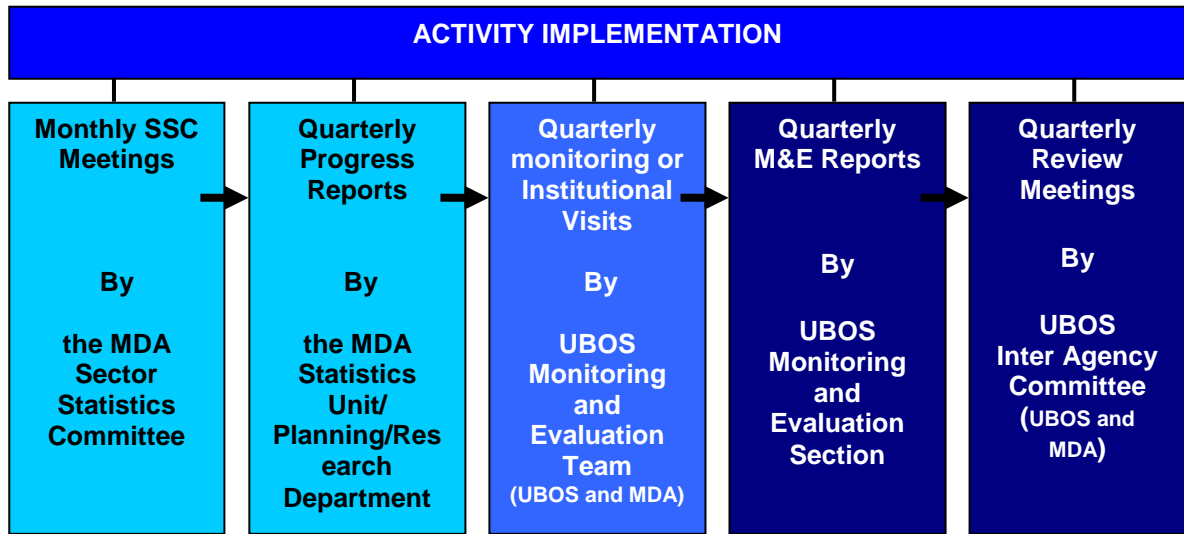 ACTIVITY IMPLEMENTATION
Monthly SSC
Meetings
By
the MDA
Sector
Statistics
Committee
Quarterly
Progress
Reports
By
the MDA
Statistics
Unit/
Planning/Res
earch
Department
Quarterly
monitoring or
Institutional
Visits
By
UBOS
Monitoring
and
Evaluation
Team
(UBOS and MDA)
Quarterly
M&E Reports
By
UBOS
Monitoring
and
Evaluation
Section
Quarterly
Review
Meetings
By
UBOS
Inter Agency
Committee
(UBOS and
MDA)